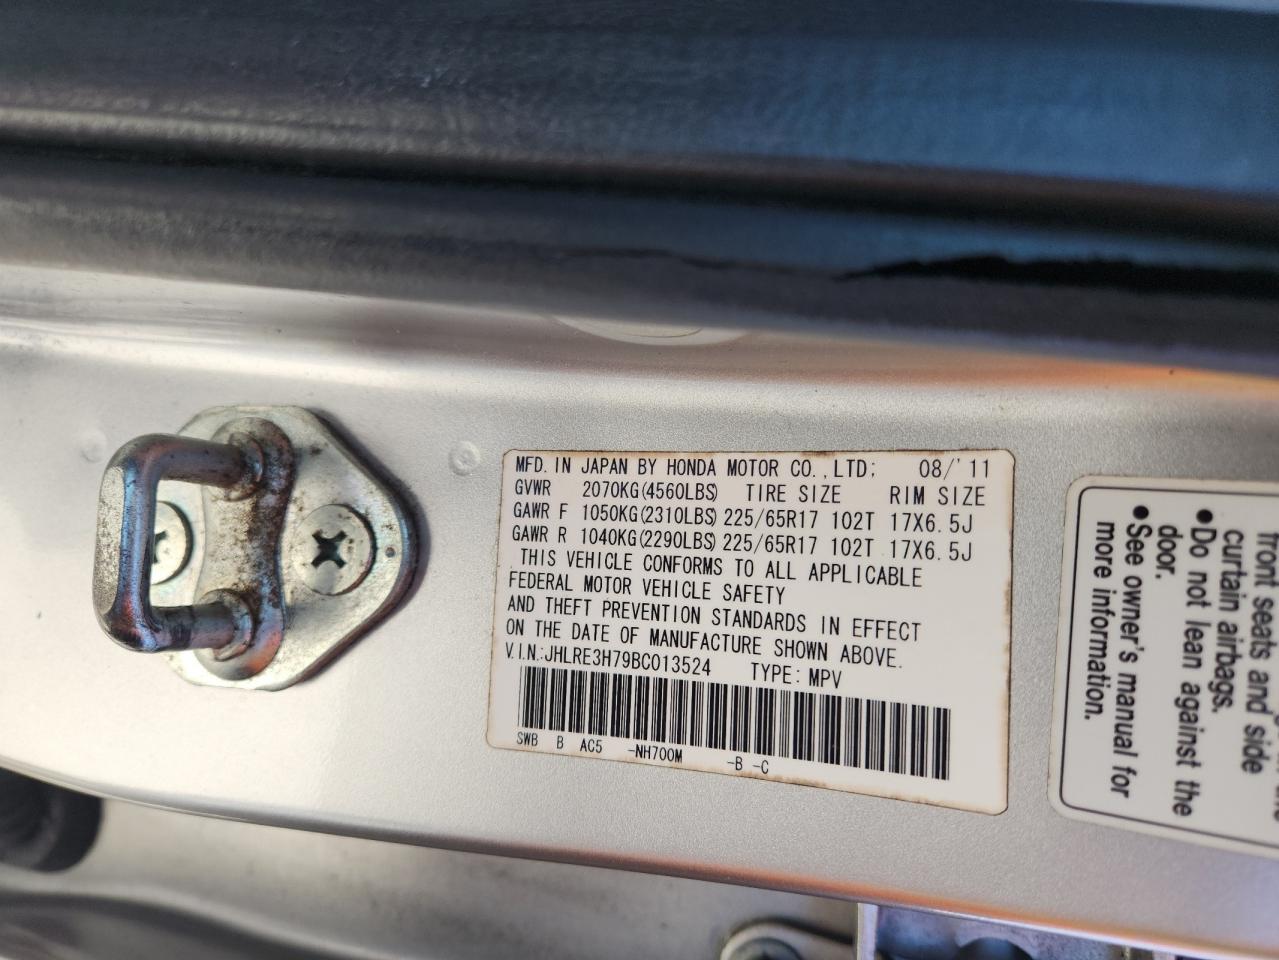 MFD. IN JAPAN BY HONDA MOTOR CO.,LTD; 08/'11
GVWR 2070KG(4560LBS) TIRE SIZE RIM SIZE
GAWR F 1050KG(2310LBS) 225/65R17 102T 17X6.5J
GAWR R 1040KG(2290LBS) 225/65R17 102T 17X6.5J
THIS VEHICLE CONFORMS TO ALL APPLICABLE
FEDERAL MOTOR VEHICLE SAFETY
AND THEFT PREVENTION STANDARDS IN EFFECT
ON THE DATE OF MANUFACTURE SHOWN ABOVE.
V.I.N.:JHLRE3H79BC013524 TYPE: MPV
SWB B AC5 -NH700M -B -C
front seats and side
curtain airbags.
• Do not lean against the
door.
• See owner's manual for
more information.